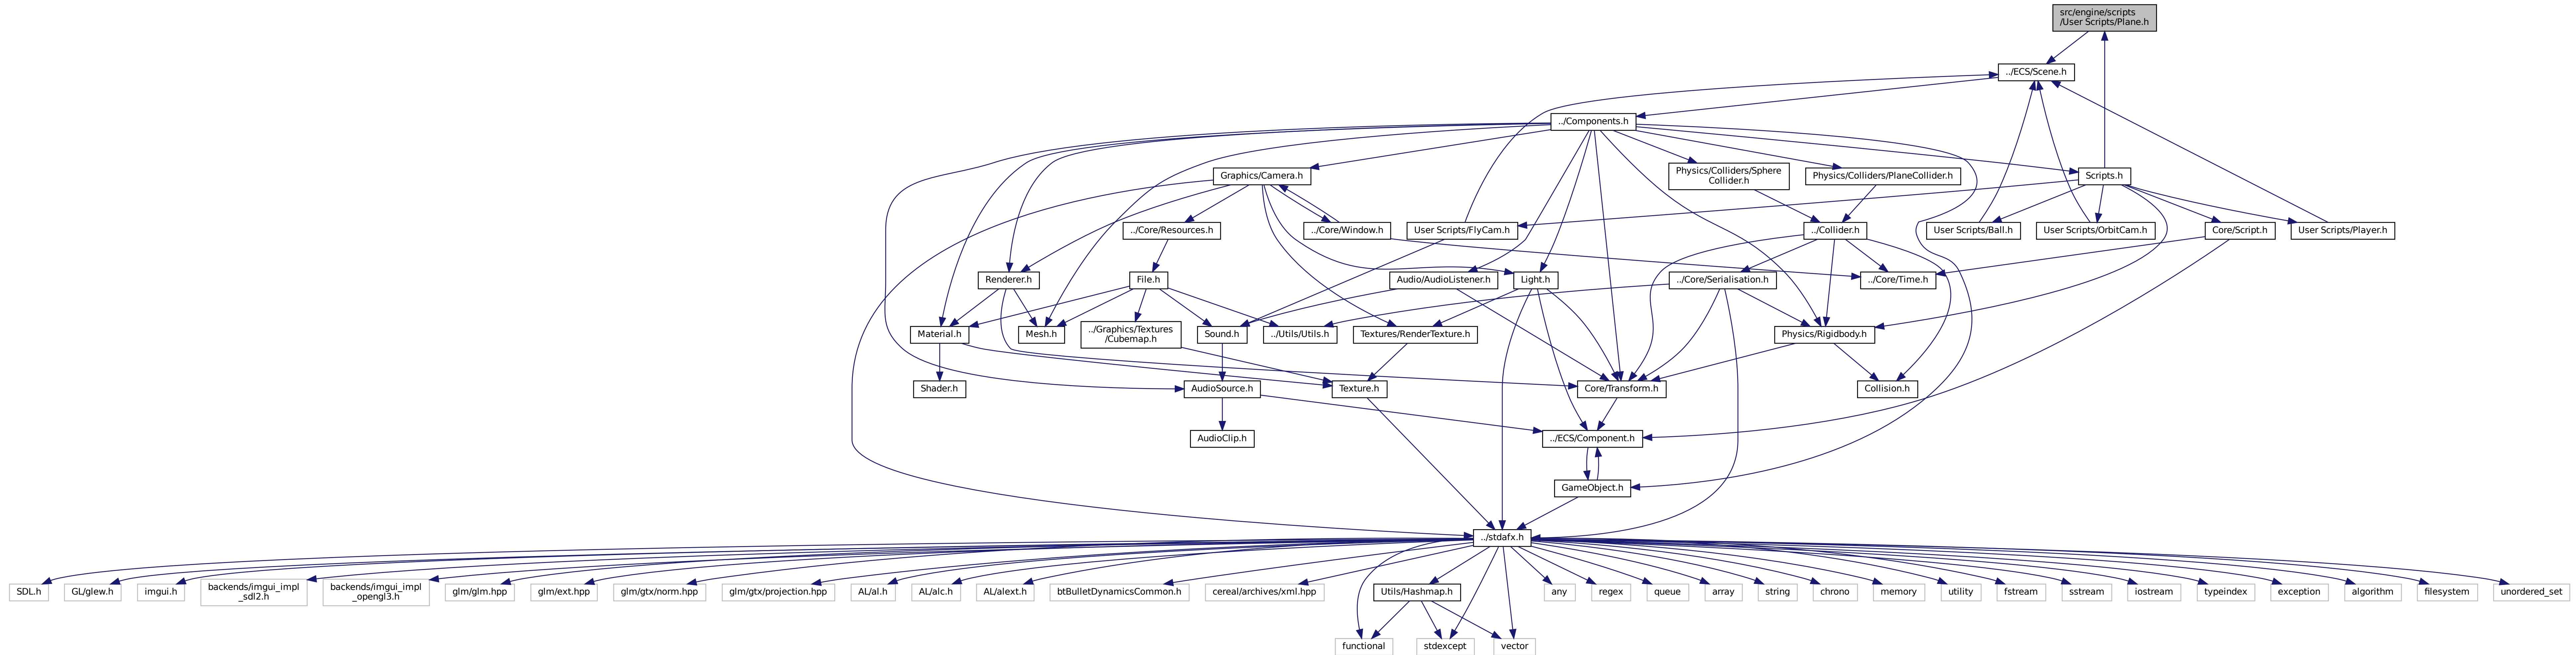 src/engine/scripts
/User Scripts/Plane.h
../ECS/Scene.h
../Components.h
Graphics/Camera.h
Physics/Colliders/Sphere
Collider.h
Physics/Colliders/PlaneCollider.h
Scripts.h
../Core/Resources.h
../Core/Window.h
User Scripts/FlyCam.h
../Collider.h
User Scripts/Ball.h
User Scripts/OrbitCam.h
Core/Script.h
User Scripts/Player.h
Renderer.h
File.h
Audio/AudioListener.h
Light.h
../Core/Serialisation.h
../Core/Time.h
Material.h
Mesh.h
../Graphics/Textures
/Cubemap.h
Sound.h
../Utils/Utils.h
Textures/RenderTexture.h
Physics/Rigidbody.h
Shader.h
AudioSource.h
Texture.h
Core/Transform.h
Collision.h
AudioClip.h
../ECS/Component.h
GameObject.h
../stdafx.h
SDL.h
GL/glew.h
imgui.h
backends/imgui_impl
_sdl2.h
backends/imgui_impl
_opengl3.h
glm/glm.hpp
glm/ext.hpp
glm/gtx/norm.hpp
glm/gtx/projection.hpp
AL/al.h
AL/alc.h
AL/alext.h
btBulletDynamicsCommon.h
cereal/archives/xml.hpp
Utils/Hashmap.h
any
regex
queue
array
string
chrono
memory
utility
fstream
sstream
iostream
typeindex
exception
algorithm
filesystem
unordered_set
functional
stdexcept
vector